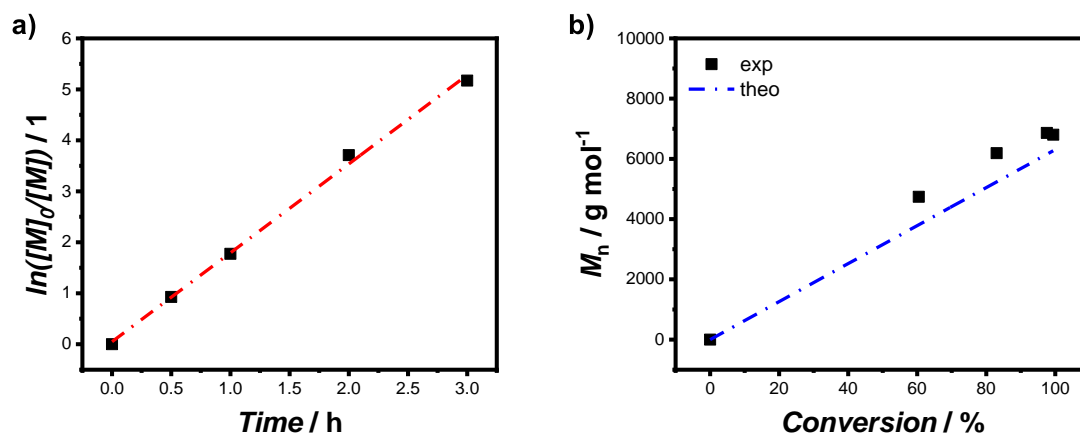 a)
6
5
4
3
2
1
0
ln([M]0/[M]) / 1
0.0 0.5 1.0 1.5 2.0 2.5 3.0
Time / h
b)
10000
8000
6000
4000
2000
0
Mn / g mol-1
exp
theo
0 20 40 60 80 100
Conversion / %